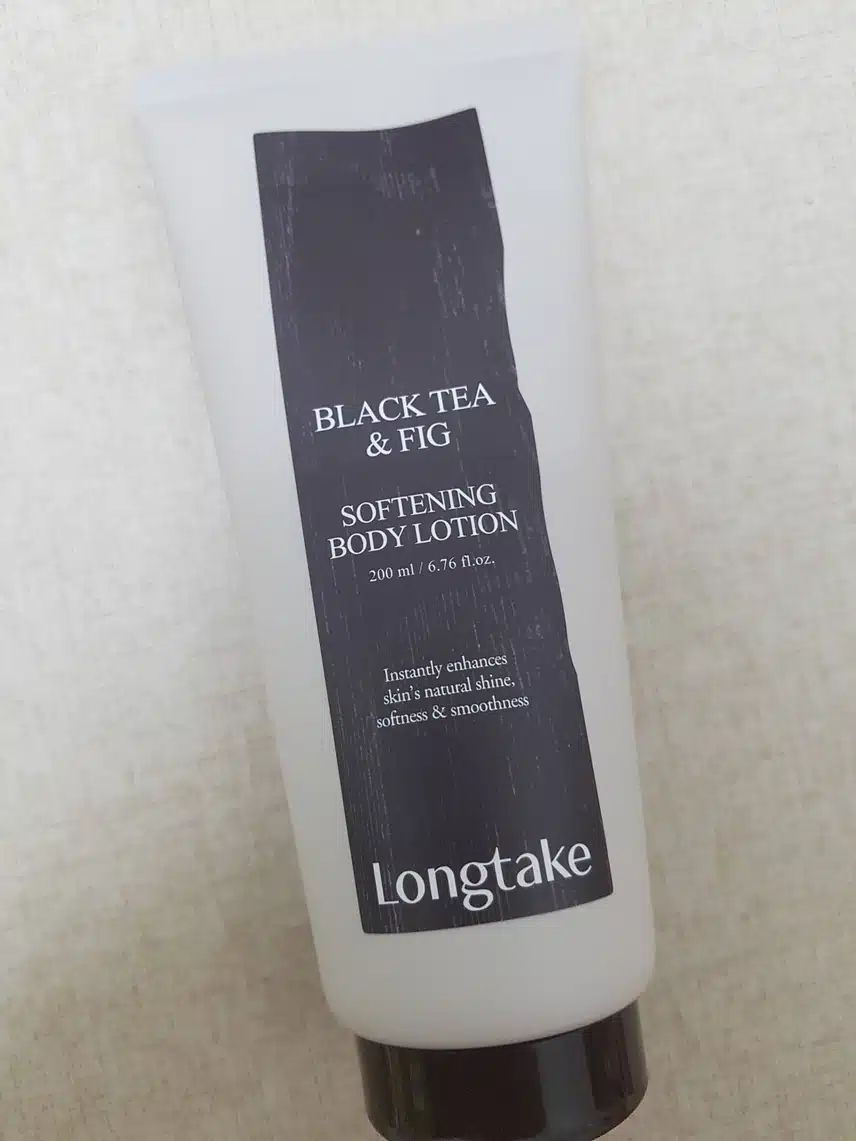 BLACK TEA
& FIG
SOFTENING
BODY LOTION
200 ml / 6.76 fl.oz.
Instantly enhances
skin's natural shine,
softness & smoothness
Longtake